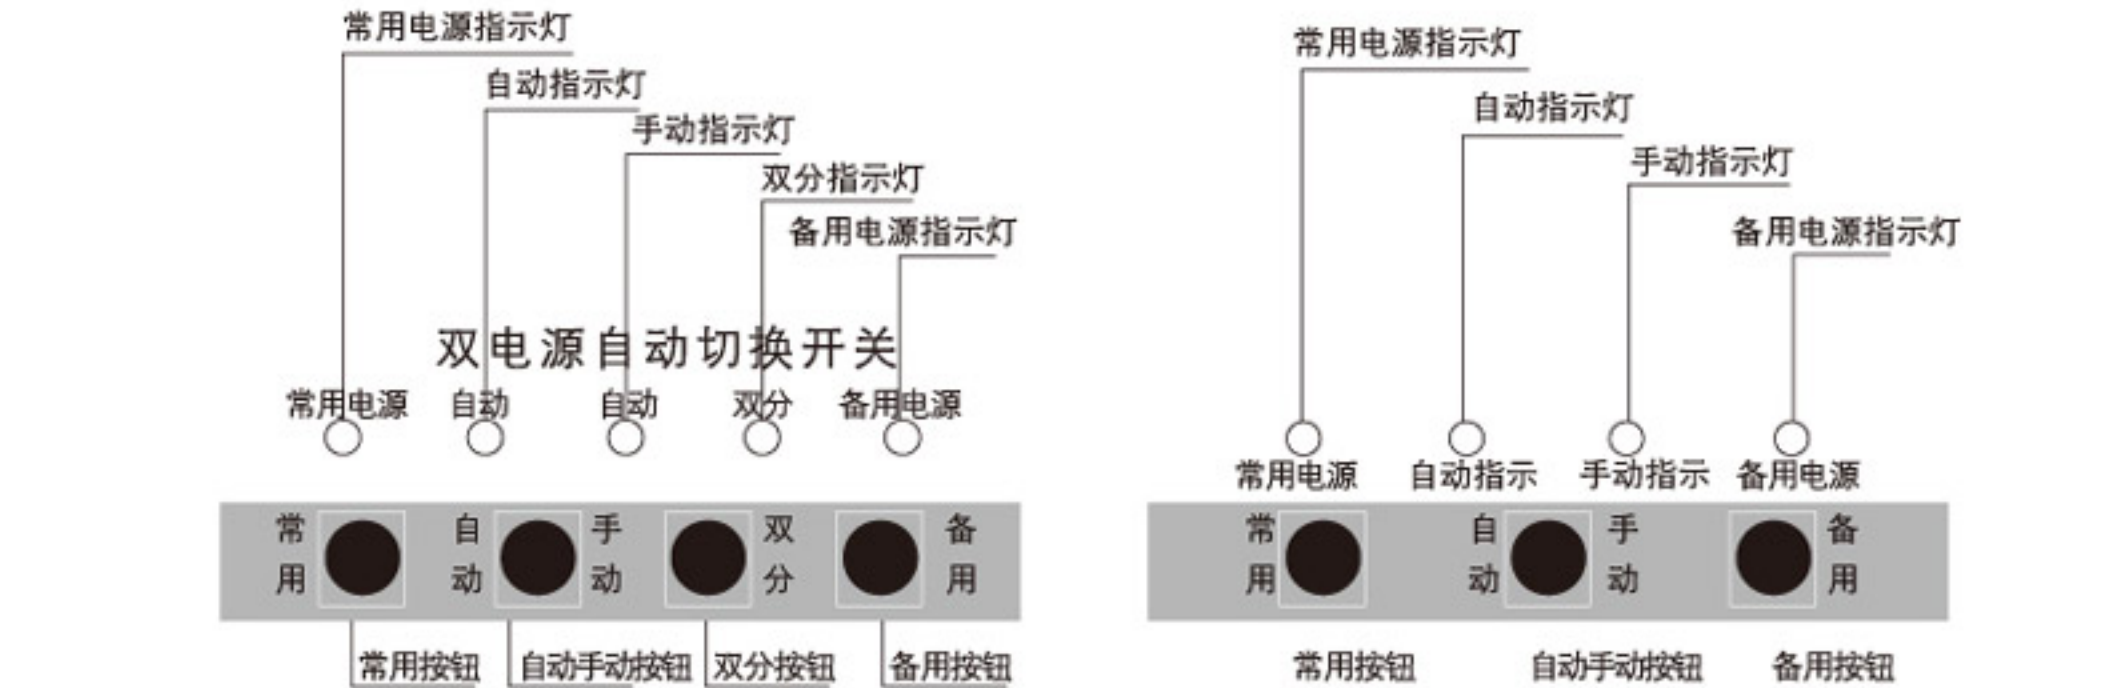 常用电源指示灯
自动指示灯
手动指示灯
双分指示灯
备用电源指示灯
双电源自动切换开关
常用电源 自动 自动 双分 备用电源
常用 自动 手动 双分 备用
常用按钮 自动手动按钮 双分按钮 备用按钮
常用电源指示灯
自动指示灯
手动指示灯
备用电源指示灯
常用电源 自动指示 手动指示 备用电源
常用 自动 手动 备用
常用按钮 自动手动按钮 备用按钮